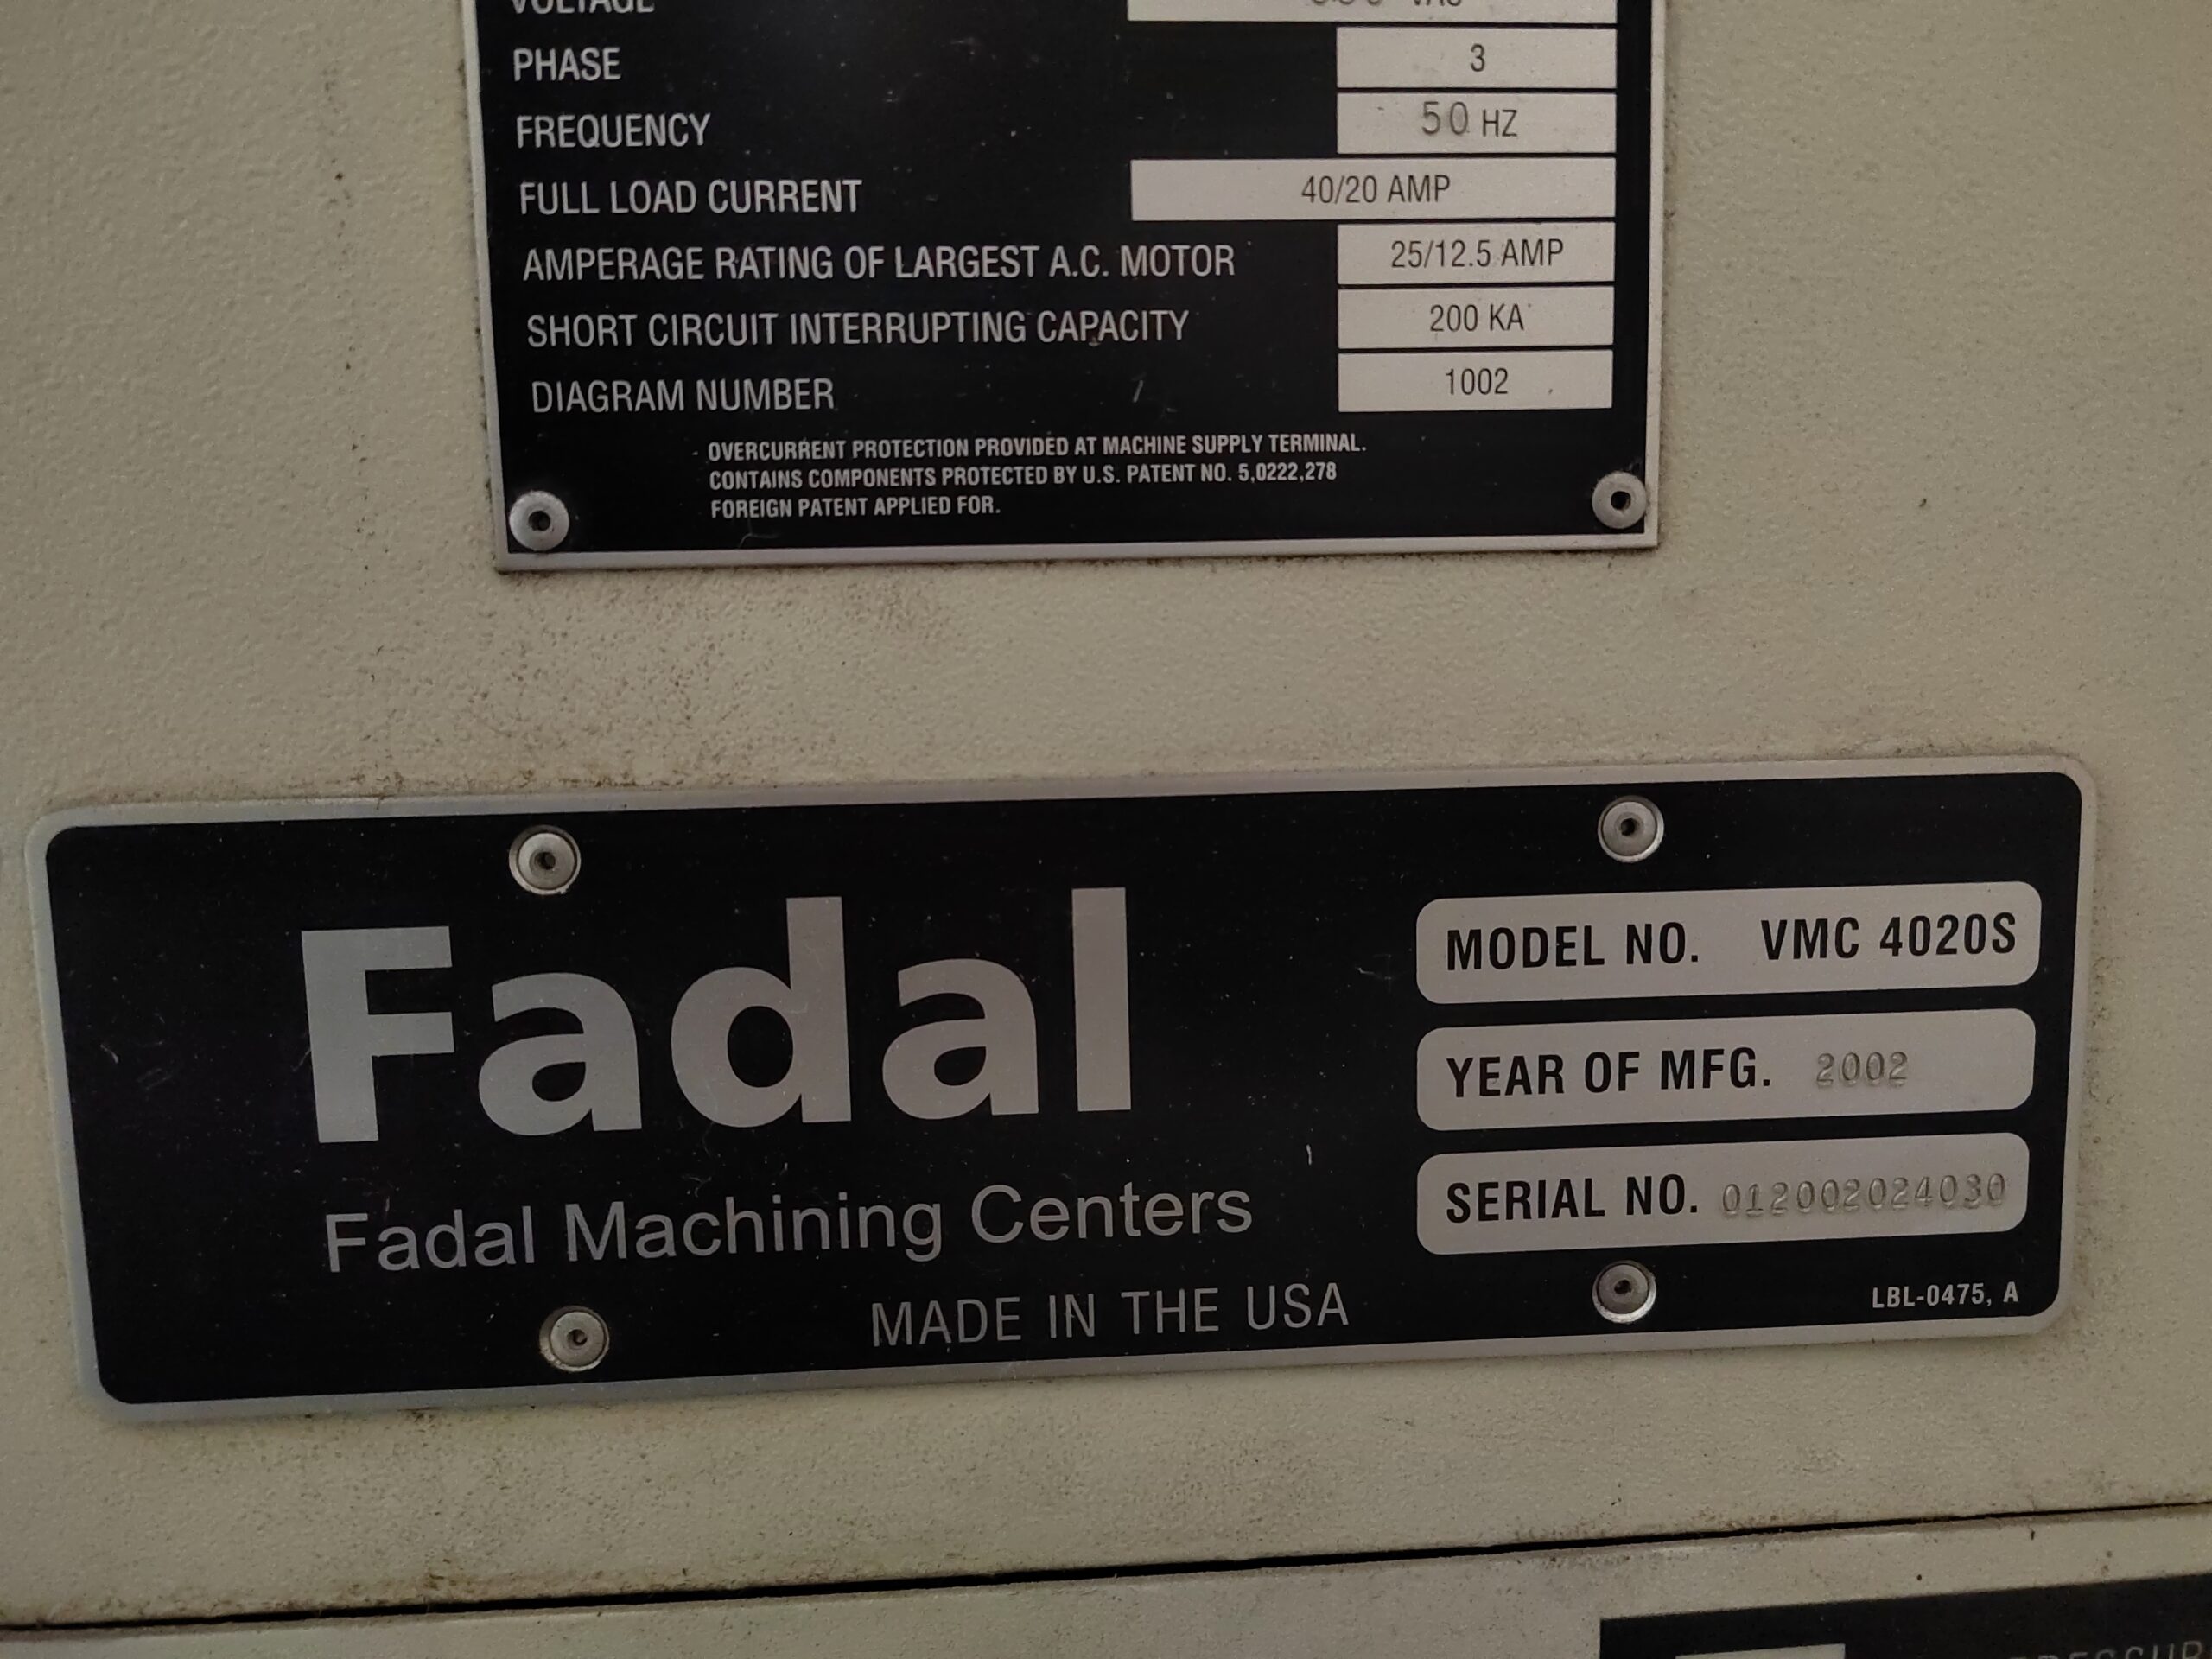 VOLTAGE VAC
PHASE 3
FREQUENCY 50 HZ
FULL LOAD CURRENT 40/20 AMP
AMPERAGE RATING OF LARGEST A.C. MOTOR 25/12.5 AMP
SHORT CIRCUIT INTERRUPTING CAPACITY 200 KA
DIAGRAM NUMBER 1002
OVERCURRENT PROTECTION PROVIDED AT MACHINE SUPPLY TERMINAL.
CONTAINS COMPONENTS PROTECTED BY U.S. PATENT NO. 5,0222,278
FOREIGN PATENT APPLIED FOR.
Fadal
Fadal Machining Centers
MADE IN THE USA
MODEL NO. VMC 4020S
YEAR OF MFG. 2002
SERIAL NO. 012002024030
LBL-0475, A